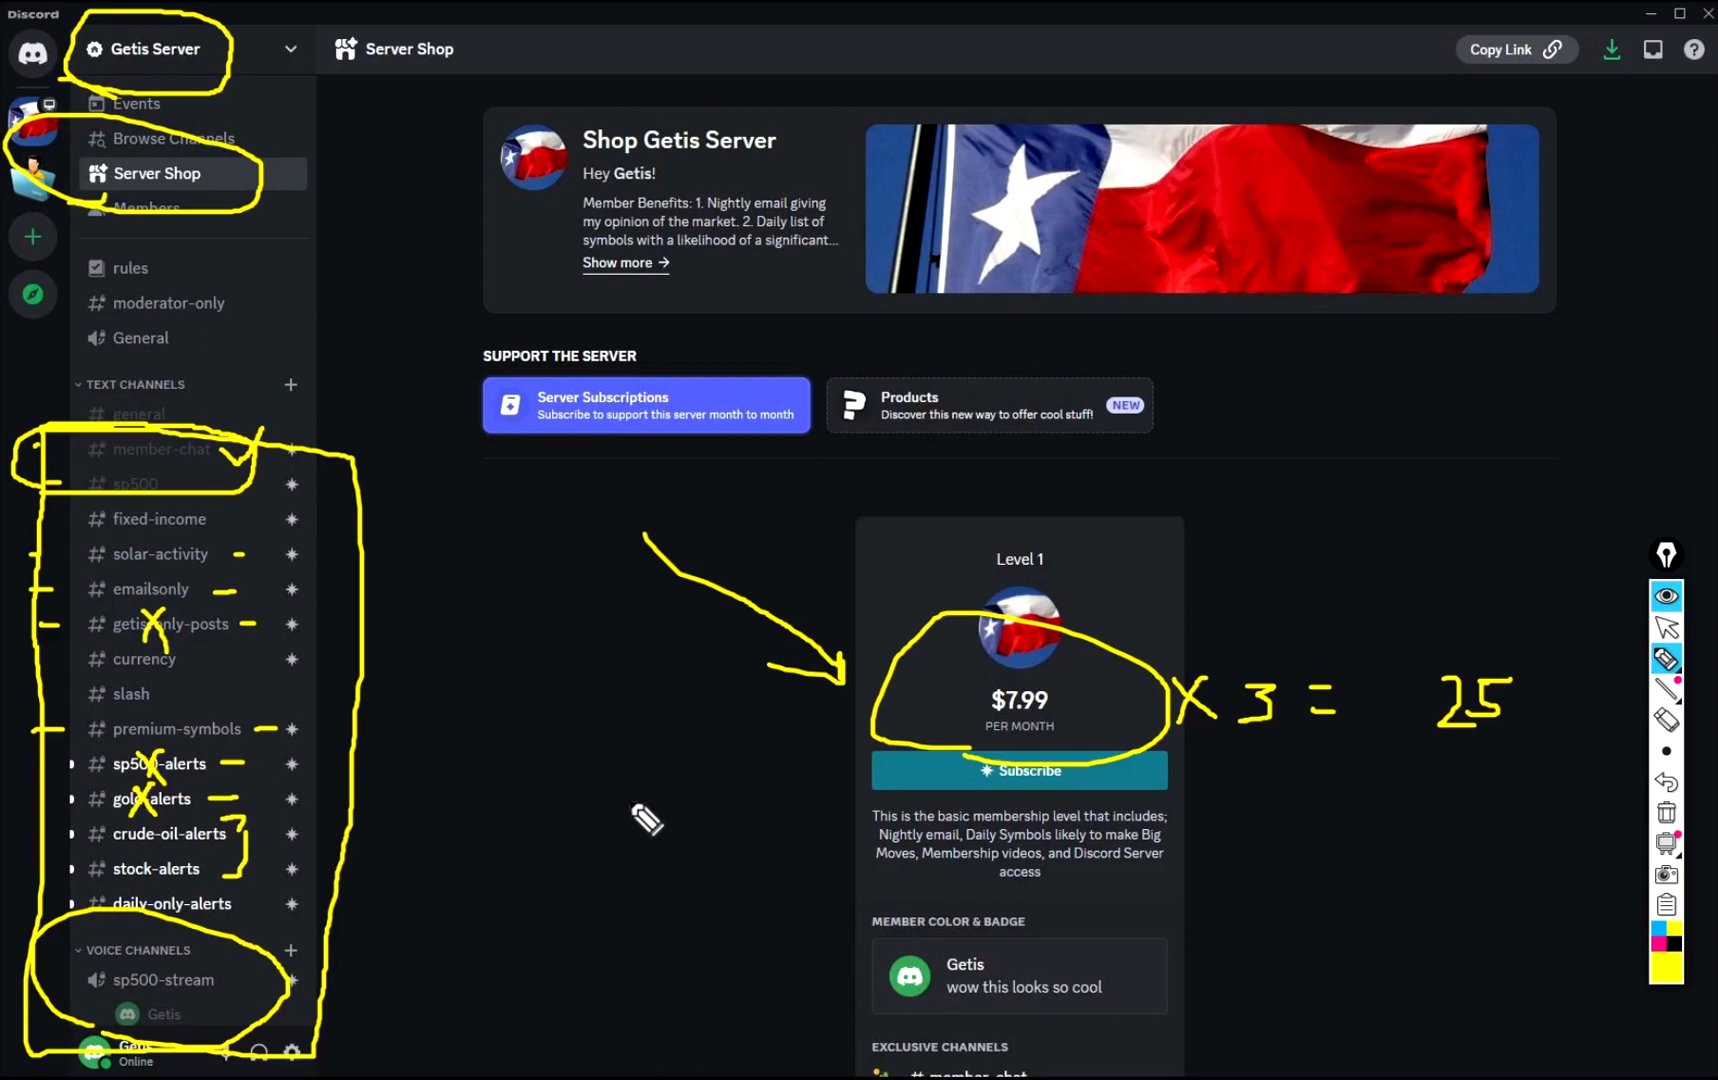 Discord
Getis Server
Server Shop
Copy Link
Events
Browse Channels
Server Shop
Members
rules
moderator-only
General
TEXT CHANNELS
general
member-chat
sp500
fixed-income
solar-activity
emailsonly
getis-only-posts
currency
slash
premium-symbols
sp500-alerts
gold-alerts
crude-oil-alerts
stock-alerts
daily-only-alerts
VOICE CHANNELS
sp500-stream
Getis
Getis
Online
Shop Getis Server
Hey Getis!
Member Benefits: 1. Nightly email giving
my opinion of the market. 2. Daily list of
symbols with a likelihood of a significant...
Show more →
SUPPORT THE SERVER
Server Subscriptions
Subscribe to support this server month to month
Products
Discover this new way to offer cool stuff!
NEW
Level 1
$7.99
PER MONTH
X 3 = 25
Subscribe
This is the basic membership level that includes;
Nightly email, Daily Symbols likely to make Big
Moves, Membership videos, and Discord Server
access
MEMBER COLOR & BADGE
Getis
wow this looks so cool
EXCLUSIVE CHANNELS
# member-chat